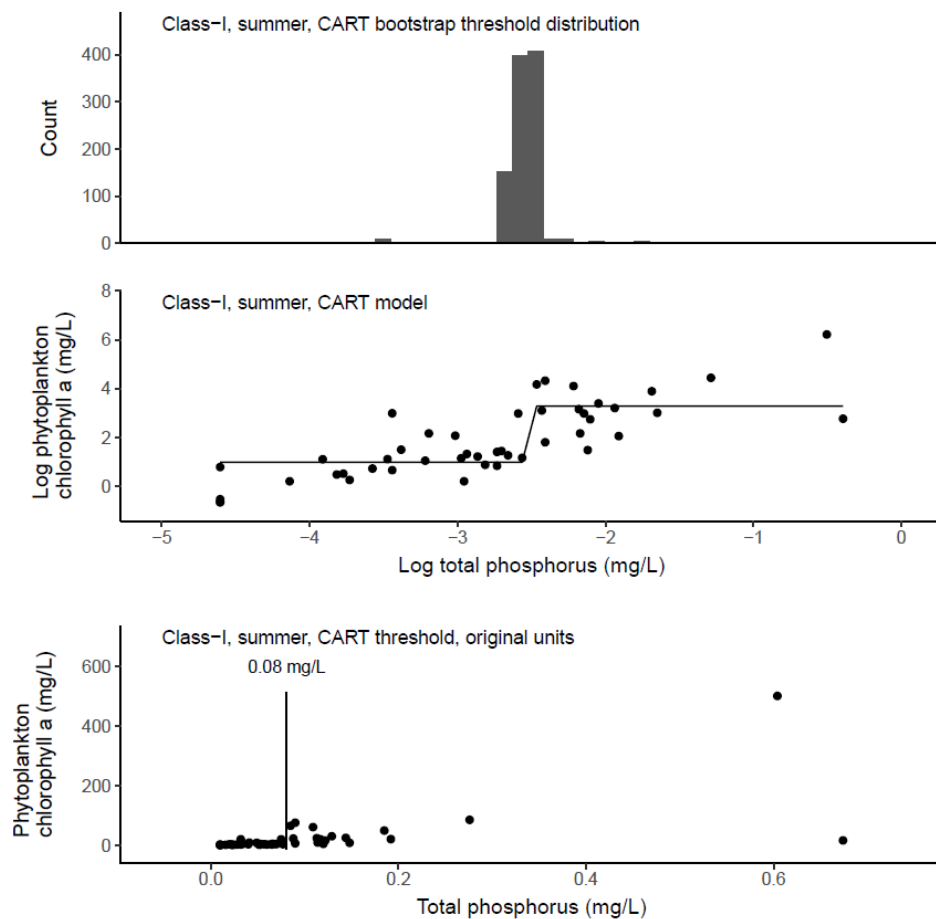 Class−I, summer, CART bootstrap threshold distribution
400
300
200
100
0
Count
Class−I, summer, CART model
8
6
4
2
0
Log phytoplankton
chlorophyll a (mg/L)
−5 −4 −3 −2 −1 0
Log total phosphorus (mg/L)
Class−I, summer, CART threshold, original units
0.08 mg/L
600
400
200
0
Phytoplankton
chlorophyll a (mg/L)
0.0 0.2 0.4 0.6
Total phosphorus (mg/L)